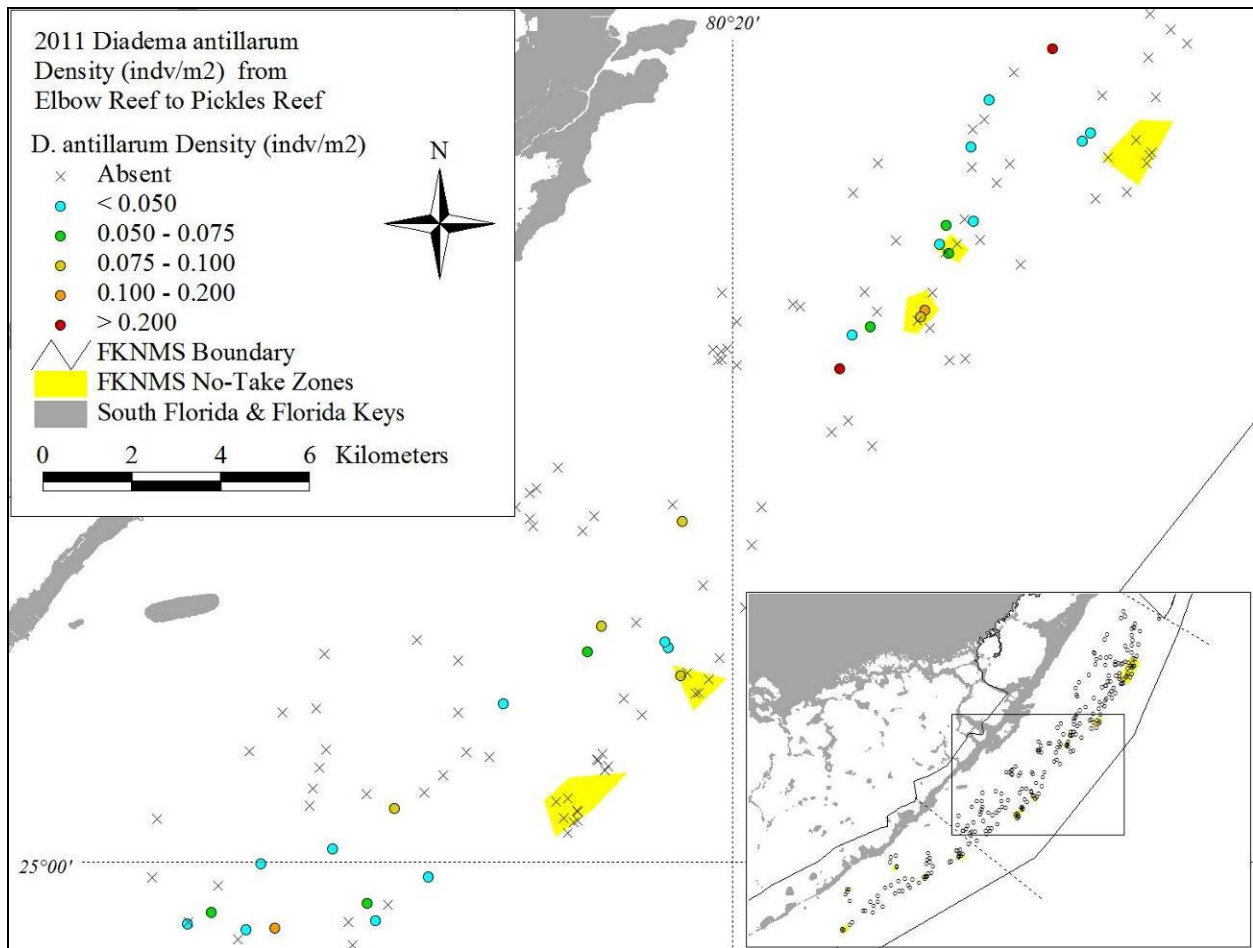 2011 Diadema antillarum
Density (indv/m2) from
Elbow Reef to Pickles Reef
D. antillarum Density (indv/m2)
Absent
< 0.050
0.050 - 0.075
0.075 - 0.100
0.100 - 0.200
> 0.200
FKNMS Boundary
FKNMS No-Take Zones
South Florida & Florida Keys
0 2 4 6 Kilometers
N
80°20'
25°00'